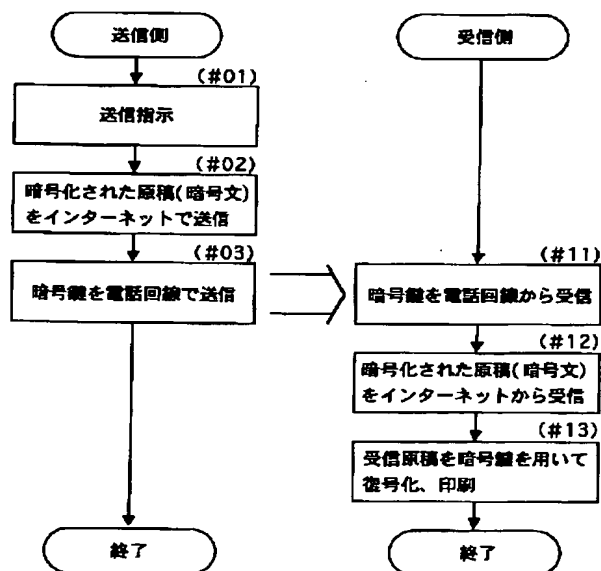 送信側
(#01)
送信指示
(#02)
暗号化された原稿(暗号文)
をインターネットで送信
(#03)
暗号鍵を電話回線で送信
終了
受信側
(#11)
暗号鍵を電話回線から受信
(#12)
暗号化された原稿(暗号文)
をインターネットから受信
(#13)
受信原稿を暗号鍵を用いて
復号化、印刷
終了